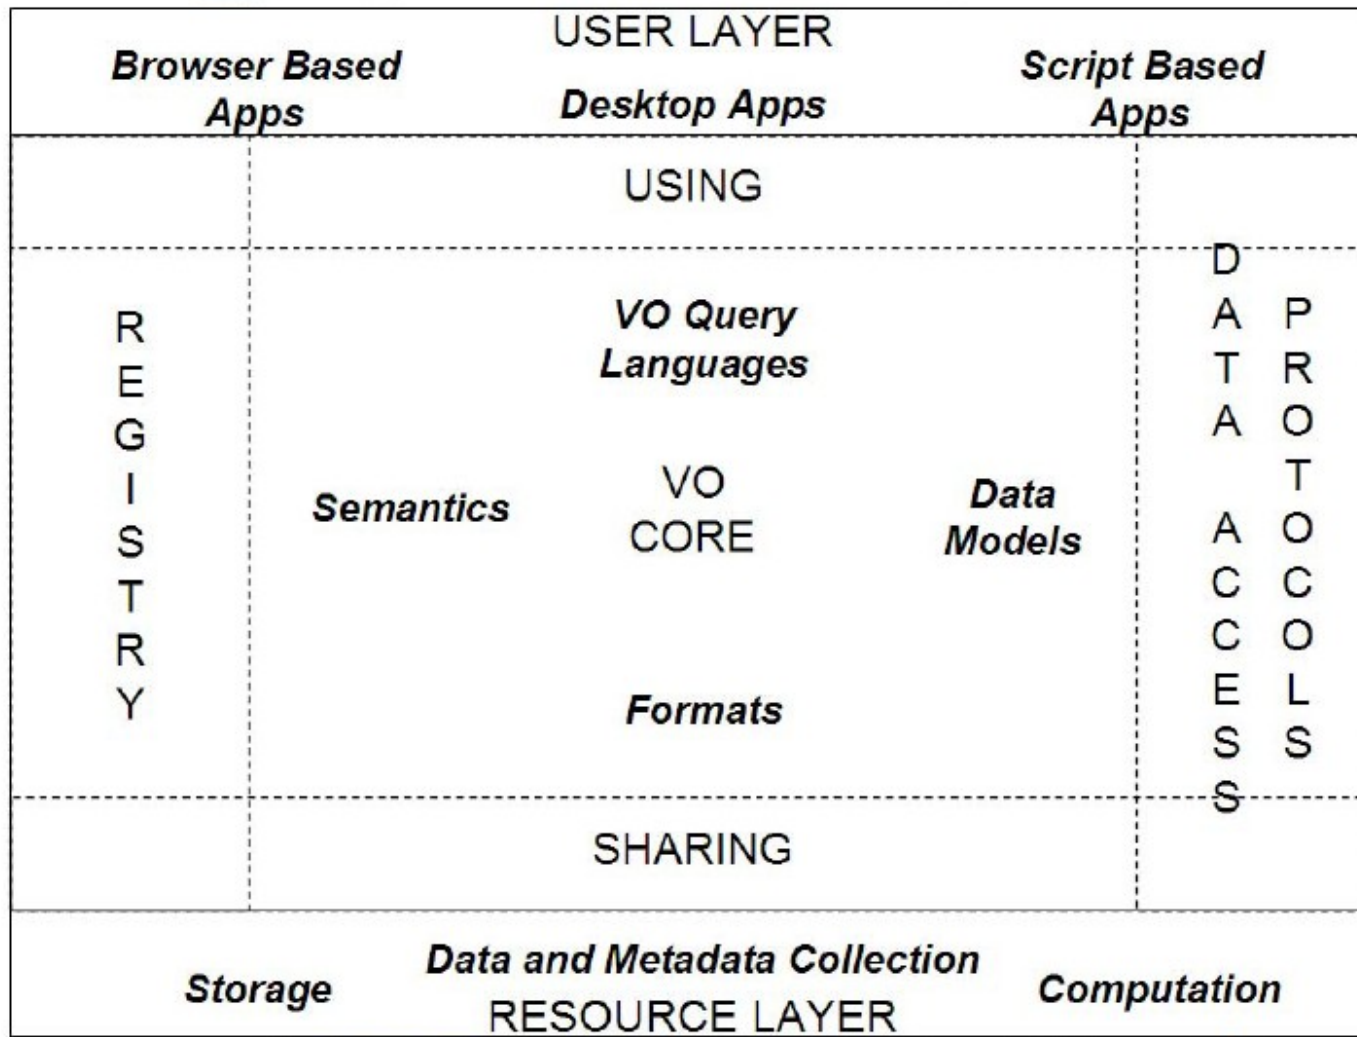 USER LAYER
Browser Based
Apps
Desktop Apps
Script Based
Apps
USING
REGISTRY
VO Query
Languages
Semantics
VO
CORE
Data
Models
Formats
DATA ACCESS
PROTOCOLS
SHARING
Storage
Data and Metadata Collection
Computation
RESOURCE LAYER